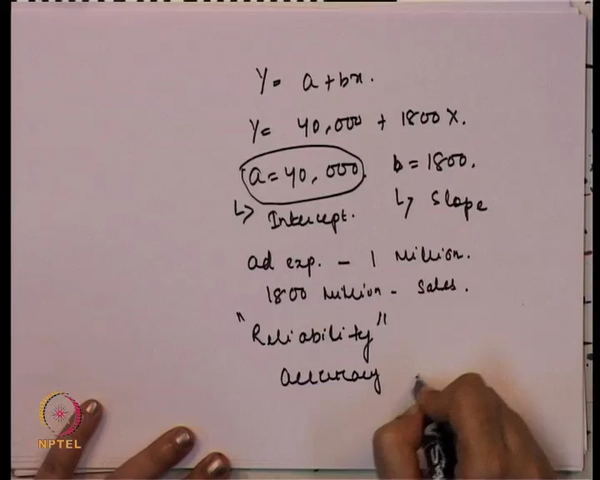 Y = a + bx.
Y = 40,000 + 1800 X.
a = 40,000. b = 1800.
↳ Intercept. ↳ Slope
ad exp. - 1 Million.
1800 Million - Sales.
"Reliability"
accuracy
NPTEL